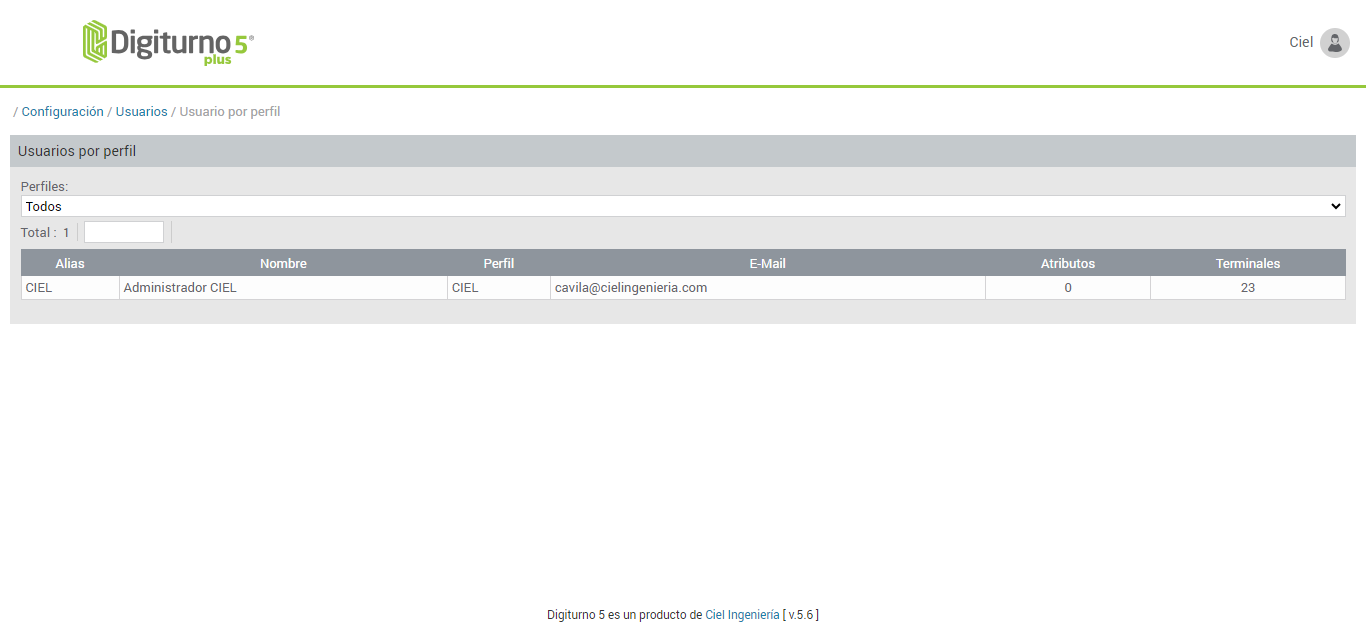 Digiturno 5®
plus
Ciel
/ Configuración / Usuarios / Usuario por perfil
Usuarios por perfil
Perfiles:
Todos
Total : 1
Alias Nombre Perfil E-Mail Atributos Terminales
CIEL Administrador CIEL CIEL cavila@cielingenieria.com 0 23
Digiturno 5 es un producto de Ciel Ingeniería [ v.5.6 ]